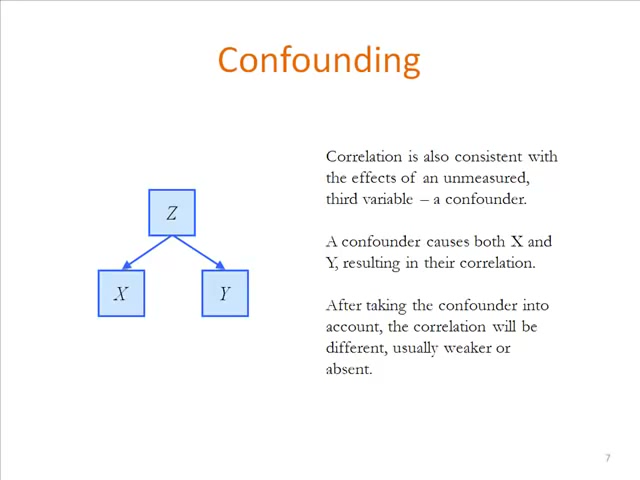 Confounding
Correlation is also consistent with
the effects of an unmeasured,
third variable – a confounder.
A confounder causes both X and
Y, resulting in their correlation.
After taking the confounder into
account, the correlation will be
different, usually weaker or
absent.
Z
X Y
7